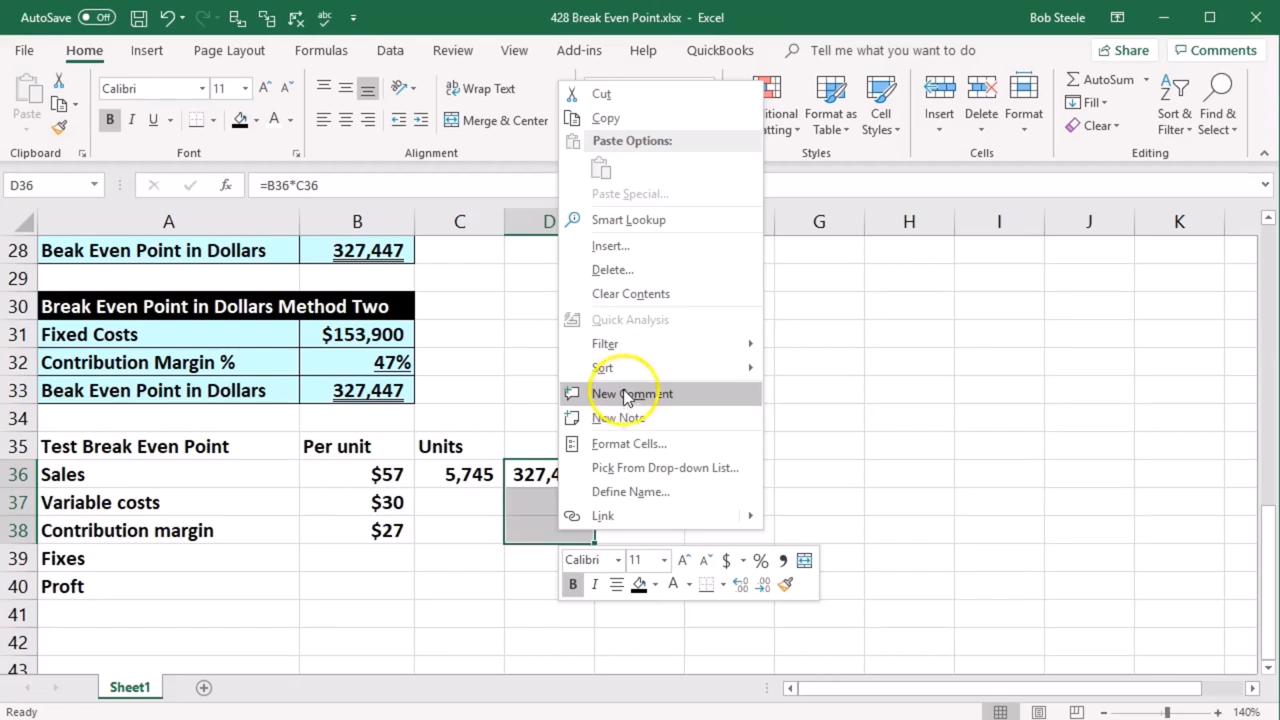 AutoSave Off 428 Break Even Point.xlsx - Excel Bob Steele
File Home Insert Page Layout Formulas Data Review View Add-ins Help QuickBooks Tell me what you want to do Share Comments
Paste
Clipboard
Calibri 11
B I U
Font
Wrap Text
Merge & Center
Alignment
tional
atting
Format as
Table
Cell
Styles
Styles
Insert Delete Format
Cells
AutoSum
Fill
Clear
Sort &
Filter
Find &
Select
Editing
D36 fx =B36*C36
A B C D G H I J K
28 Beak Even Point in Dollars 327,447
29
30 Break Even Point in Dollars Method Two
31 Fixed Costs $153,900
32 Contribution Margin % 47%
33 Beak Even Point in Dollars 327,447
34
35 Test Break Even Point Per unit Units
36 Sales $57 5,745 327,4
37 Variable costs $30
38 Contribution margin $27
39 Fixes
40 Proft
41
42
43
Cut
Copy
Paste Options:
Paste Special...
Smart Lookup
Insert...
Delete...
Clear Contents
Quick Analysis
Filter
Sort
New Comment
New Note
Format Cells...
Pick From Drop-down List...
Define Name...
Link
Calibri 11 A A $ % ,
B I A
Sheet1
Ready 140%